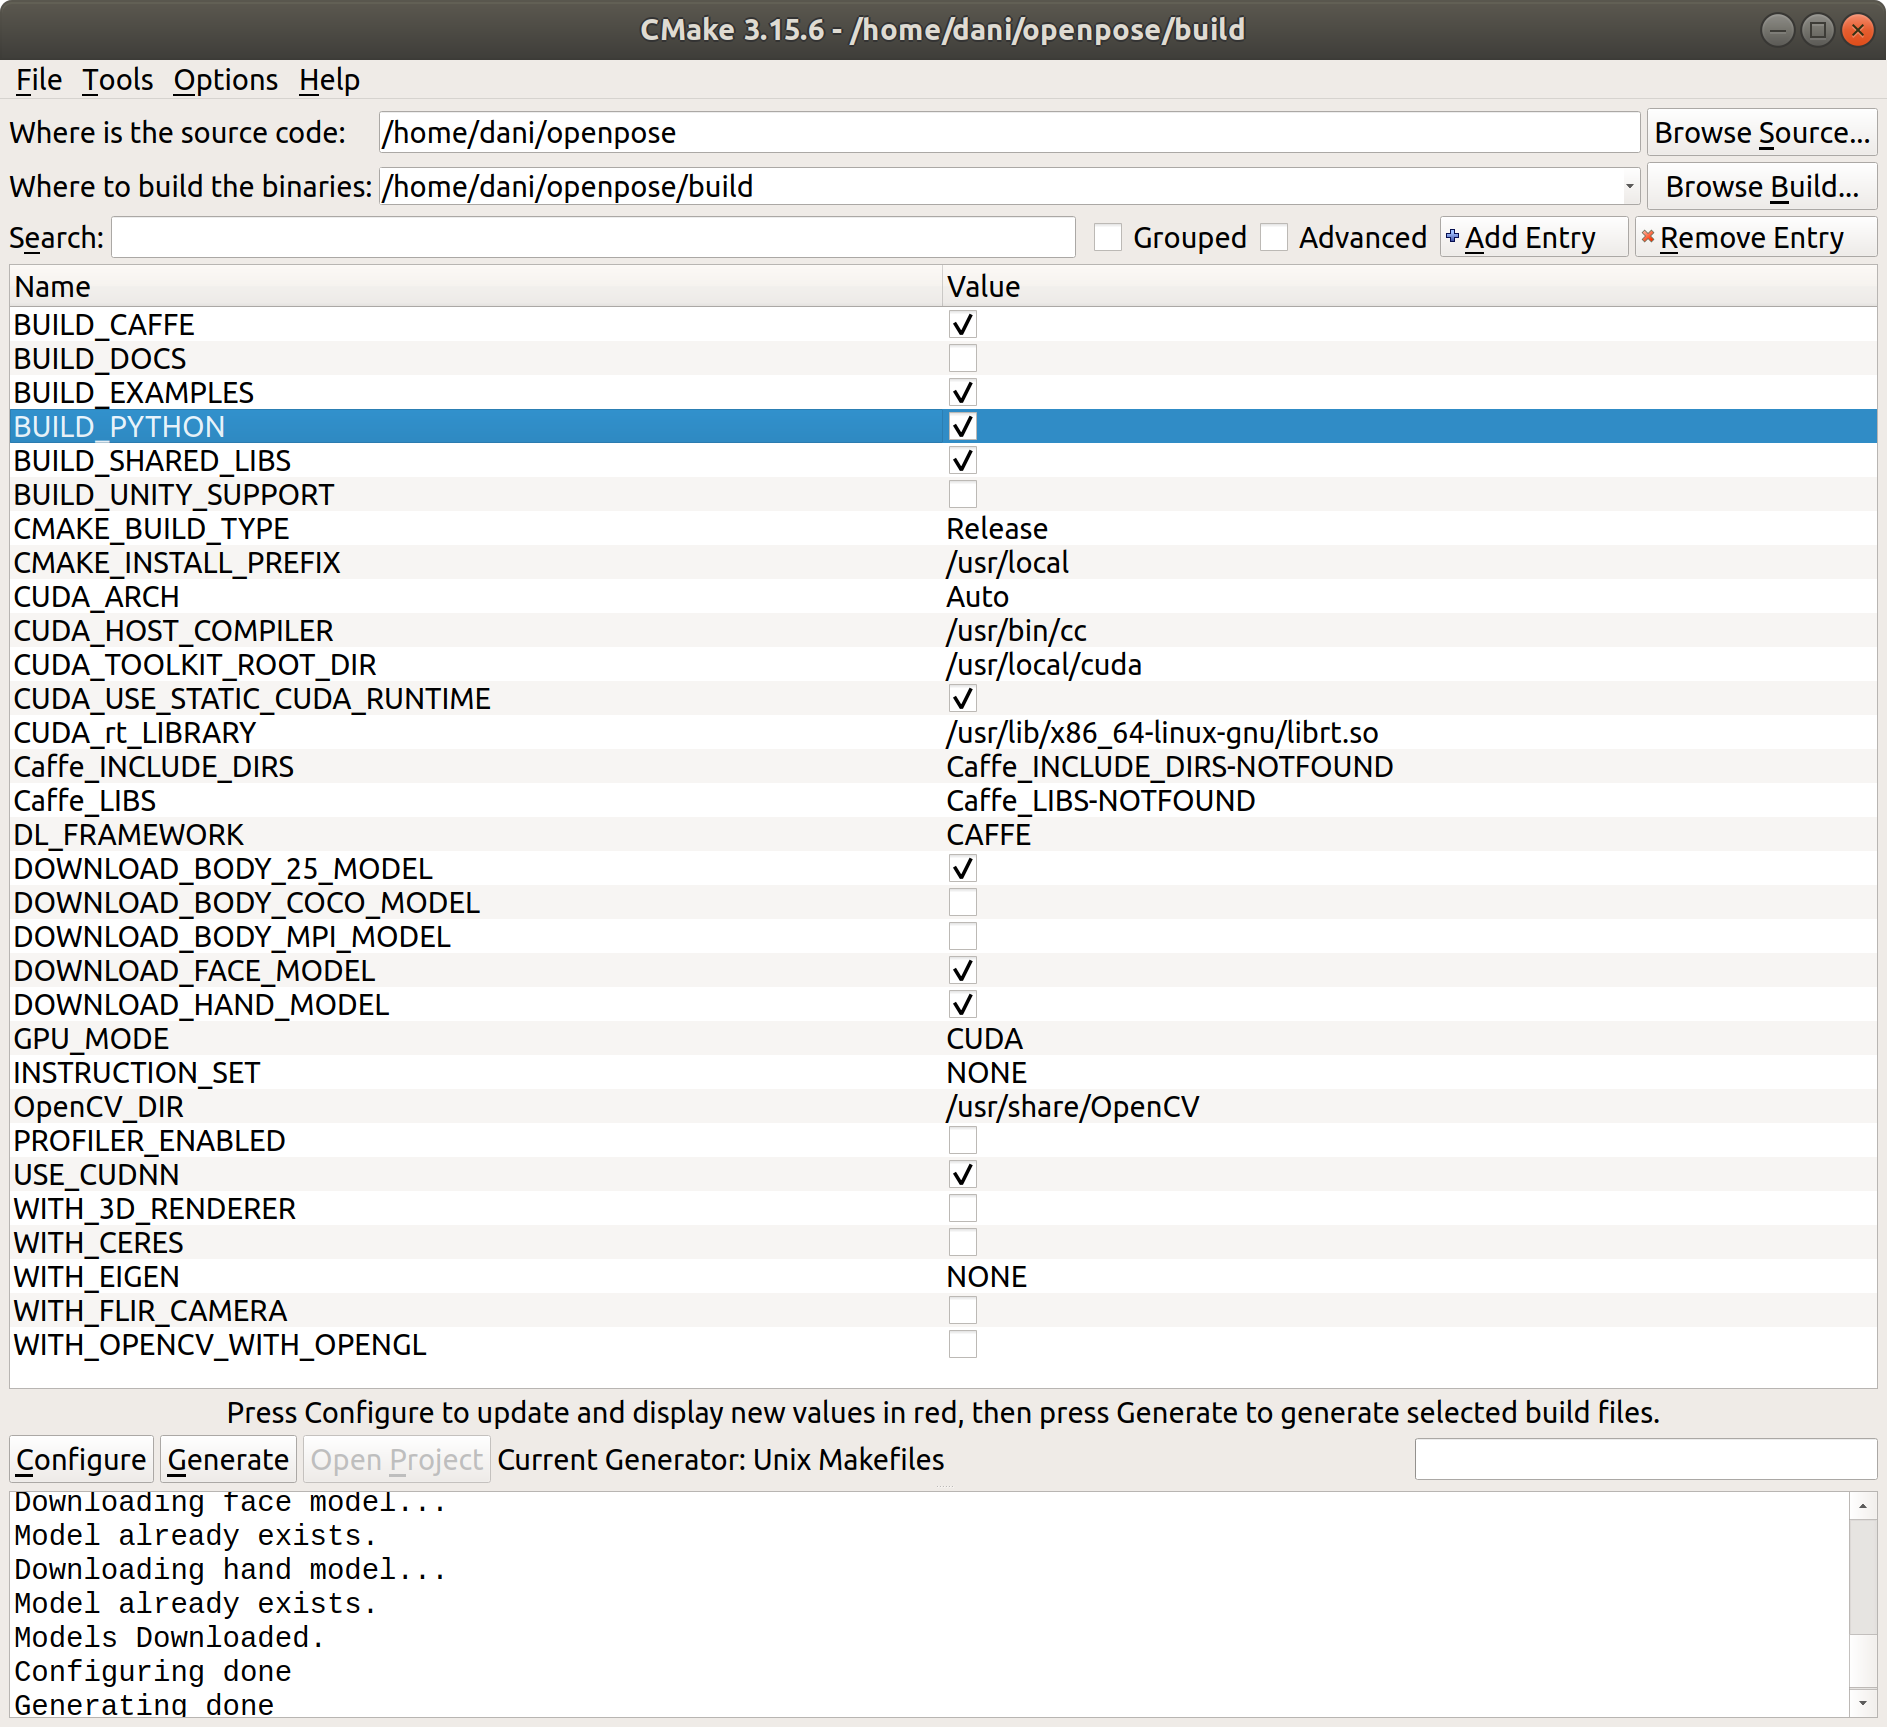 CMake 3.15.6 - /home/dani/openpose/build
File Tools Options Help
Where is the source code: /home/dani/openpose Browse Source...
Where to build the binaries: /home/dani/openpose/build Browse Build...
Search: Grouped Advanced Add Entry Remove Entry
Name Value
BUILD_CAFFE
BUILD_DOCS
BUILD_EXAMPLES
BUILD_PYTHON
BUILD_SHARED_LIBS
BUILD_UNITY_SUPPORT
CMAKE_BUILD_TYPE Release
CMAKE_INSTALL_PREFIX /usr/local
CUDA_ARCH Auto
CUDA_HOST_COMPILER /usr/bin/cc
CUDA_TOOLKIT_ROOT_DIR /usr/local/cuda
CUDA_USE_STATIC_CUDA_RUNTIME
CUDA_rt_LIBRARY /usr/lib/x86_64-linux-gnu/librt.so
Caffe_INCLUDE_DIRS Caffe_INCLUDE_DIRS-NOTFOUND
Caffe_LIBS Caffe_LIBS-NOTFOUND
DL_FRAMEWORK CAFFE
DOWNLOAD_BODY_25_MODEL
DOWNLOAD_BODY_COCO_MODEL
DOWNLOAD_BODY_MPI_MODEL
DOWNLOAD_FACE_MODEL
DOWNLOAD_HAND_MODEL
GPU_MODE CUDA
INSTRUCTION_SET NONE
OpenCV_DIR /usr/share/OpenCV
PROFILER_ENABLED
USE_CUDNN
WITH_3D_RENDERER
WITH_CERES
WITH_EIGEN NONE
WITH_FLIR_CAMERA
WITH_OPENCV_WITH_OPENGL
Press Configure to update and display new values in red, then press Generate to generate selected build files.
Configure Generate Open Project Current Generator: Unix Makefiles
Downloading face model...
Model already exists.
Downloading hand model...
Model already exists.
Models Downloaded.
Configuring done
Generating done